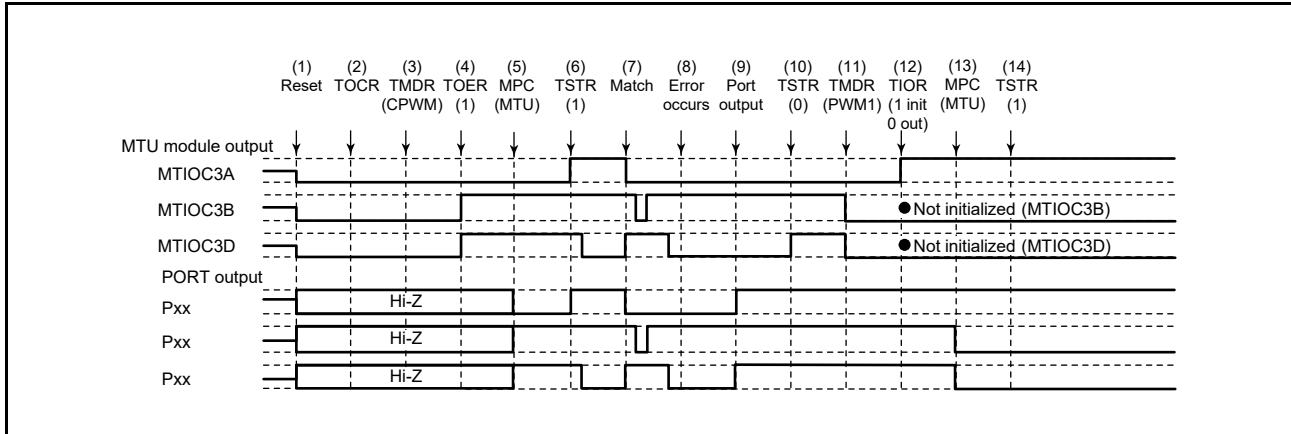 (1) (2) (3) (4) (5) (6) (7) (8) (9) (10) (11) (12) (13) (14)
Reset TOCR TMDR TOER MPC TSTR Match Error Port TSTR TMDR TIOR MPC TSTR
(CPWM) (1) (MTU) (1) occurs output (0) (PWM1) (1 init (MTU) (1)
0 out)
MTU module output
MTIOC3A
MTIOC3B ●Not initialized (MTIOC3B)
MTIOC3D ●Not initialized (MTIOC3D)
PORT output
Pxx Hi-Z
Pxx Hi-Z
Pxx Hi-Z